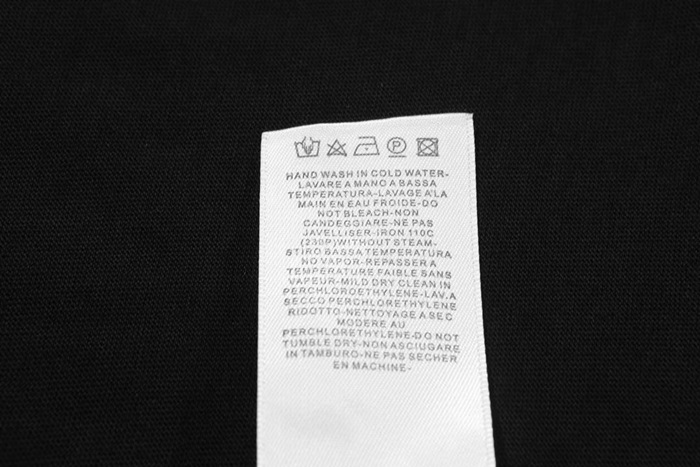 P
HAND WASH IN COLD WATER-
LAVARE A MANO A BASSA
TEMPERATURA-LAVAGE A'LA
MAIN EN EAU FROIDE-DO
NOT BLEACH-NON
CANDEGGIARE-NE PAS
JAVELLISER-IRON 110C
(230P)WITHOUT STEAM-
STIRO BASSA TEMPERATURA
NO VAPOR-REPASSER A
TEMPERATURE FAIBLE SANS
VAPEUR-MILD DRY CLEAN IN
PERCHLOROETHYLENE-LAV.A
SECCO PERCHLORETHYLENE
RIDOTTO-NETTOYAGE A SEC
MODERE AU
PERCHLORETHYLENE-DO NOT
TUMBLE DRY-NON ASCIUGARE
IN TAMBURO-NE PAS SECHER
EN MACHINE-